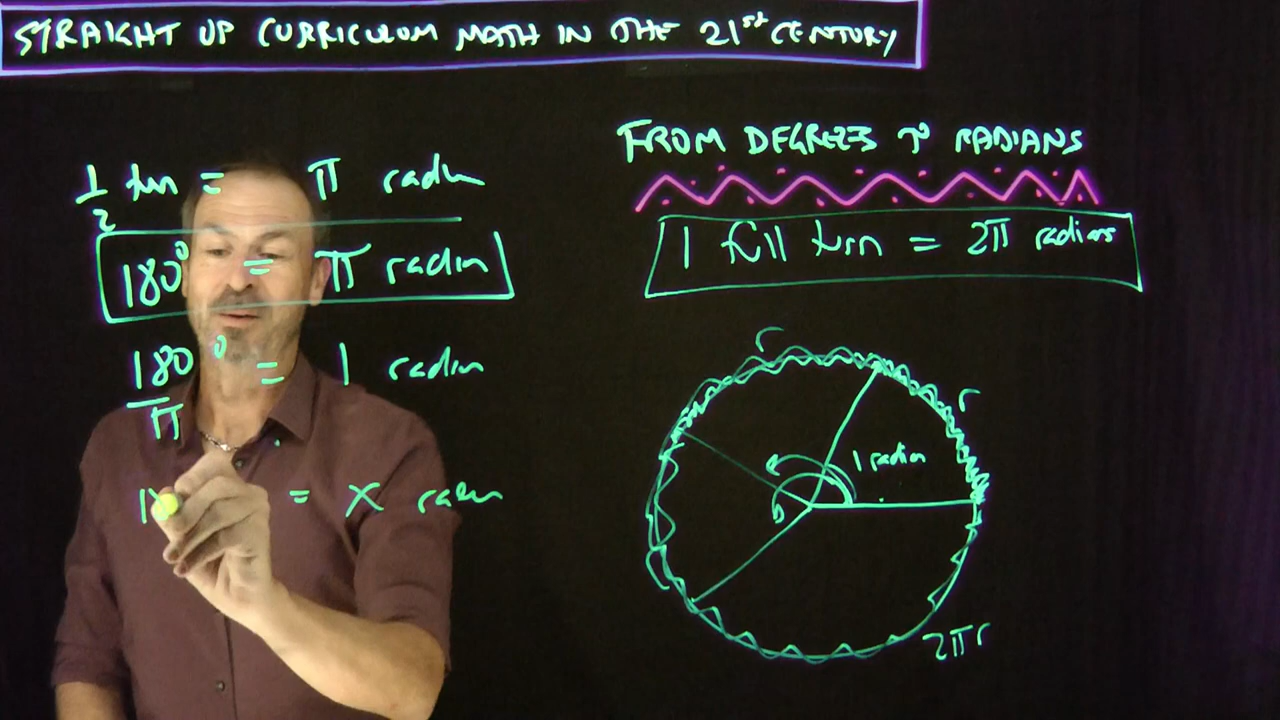 STRAIGHT UP CURRICULUM MATH IN THE 21st CENTURY
FROM DEGREES TO RADIANS
1 full turn = 2π radians
1/2 turn = π radian
180° = π radian
180°/π = 1 radian
= x radian
r
r
1 radian
2πr